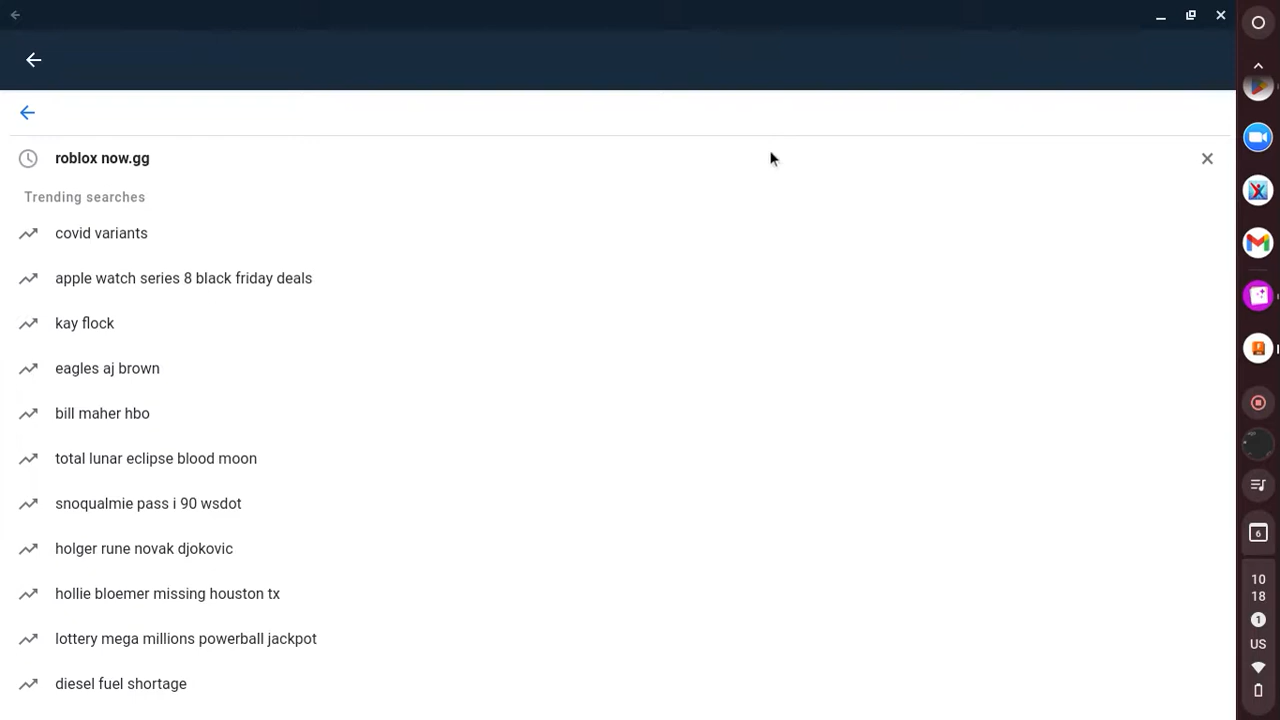 roblox now.gg
Trending searches
covid variants
apple watch series 8 black friday deals
kay flock
eagles aj brown
bill maher hbo
total lunar eclipse blood moon
snoqualmie pass i 90 wsdot
holger rune novak djokovic
hollie bloemer missing houston tx
lottery mega millions powerball jackpot
diesel fuel shortage
6
10
18
1
US